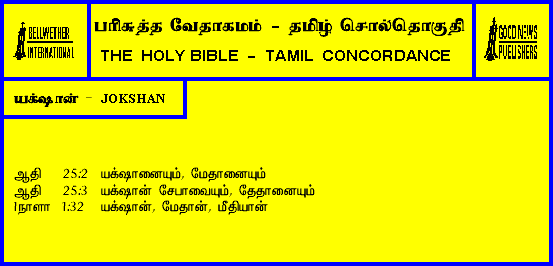 BELLWETHER
INTERNATIONAL
பரிசுத்த வேதாகமம் – தமிழ் சொல்தொகுதி
THE HOLY BIBLE – TAMIL CONCORDANCE
GOOD NEWS
PUBLISHERS
யக்ஷான் – JOKSHAN
ஆதி 25:2 யக்ஷானையும், மேதானையும்
ஆதி 25:3 யக்ஷான் சேபாவையும், தேதானையும்
1நாளா 1:32 யக்ஷான், மேதான், மீதியான்